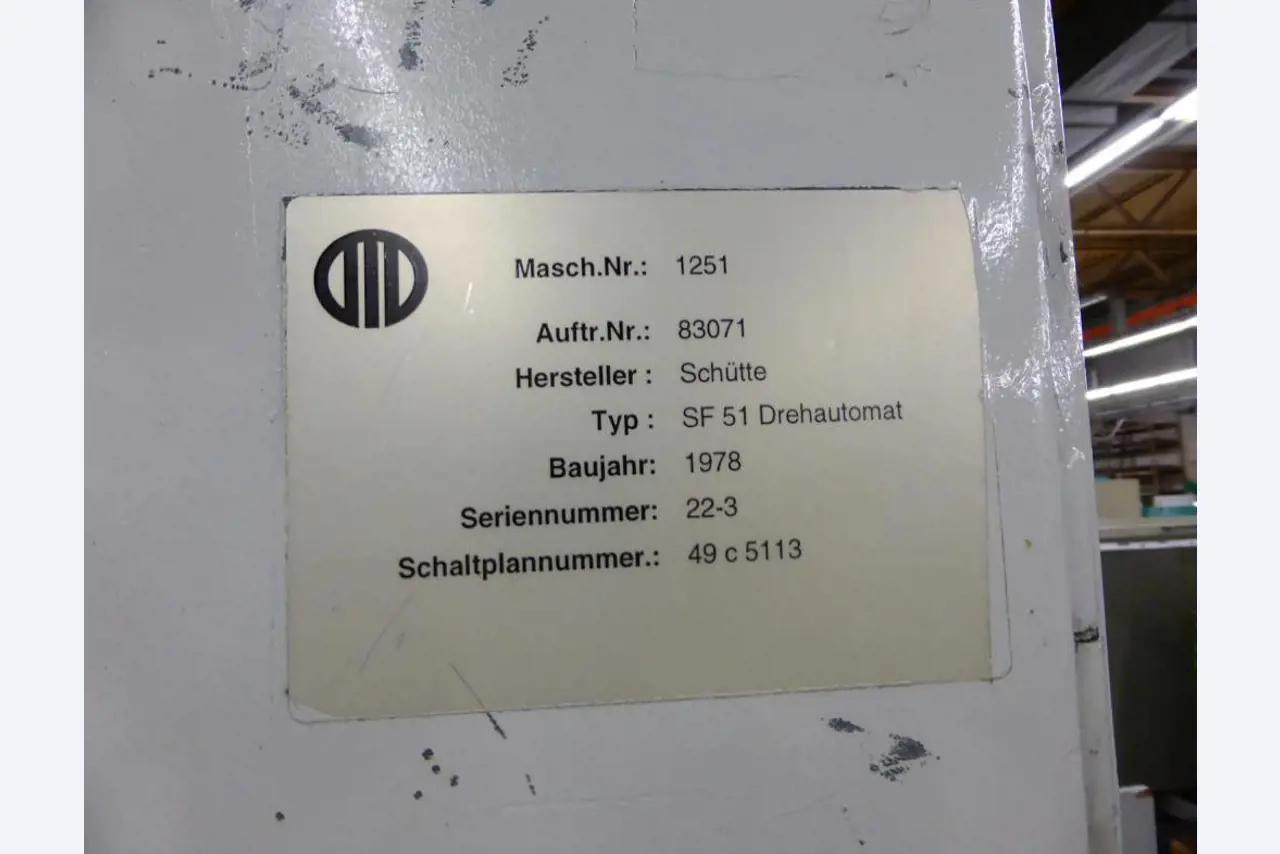 Masch.Nr.: 1251
Auftr.Nr.: 83071
Hersteller : Schütte
Typ : SF 51 Drehautomat
Baujahr: 1978
Seriennummer: 22-3
Schaltplannummer.: 49 c 5113